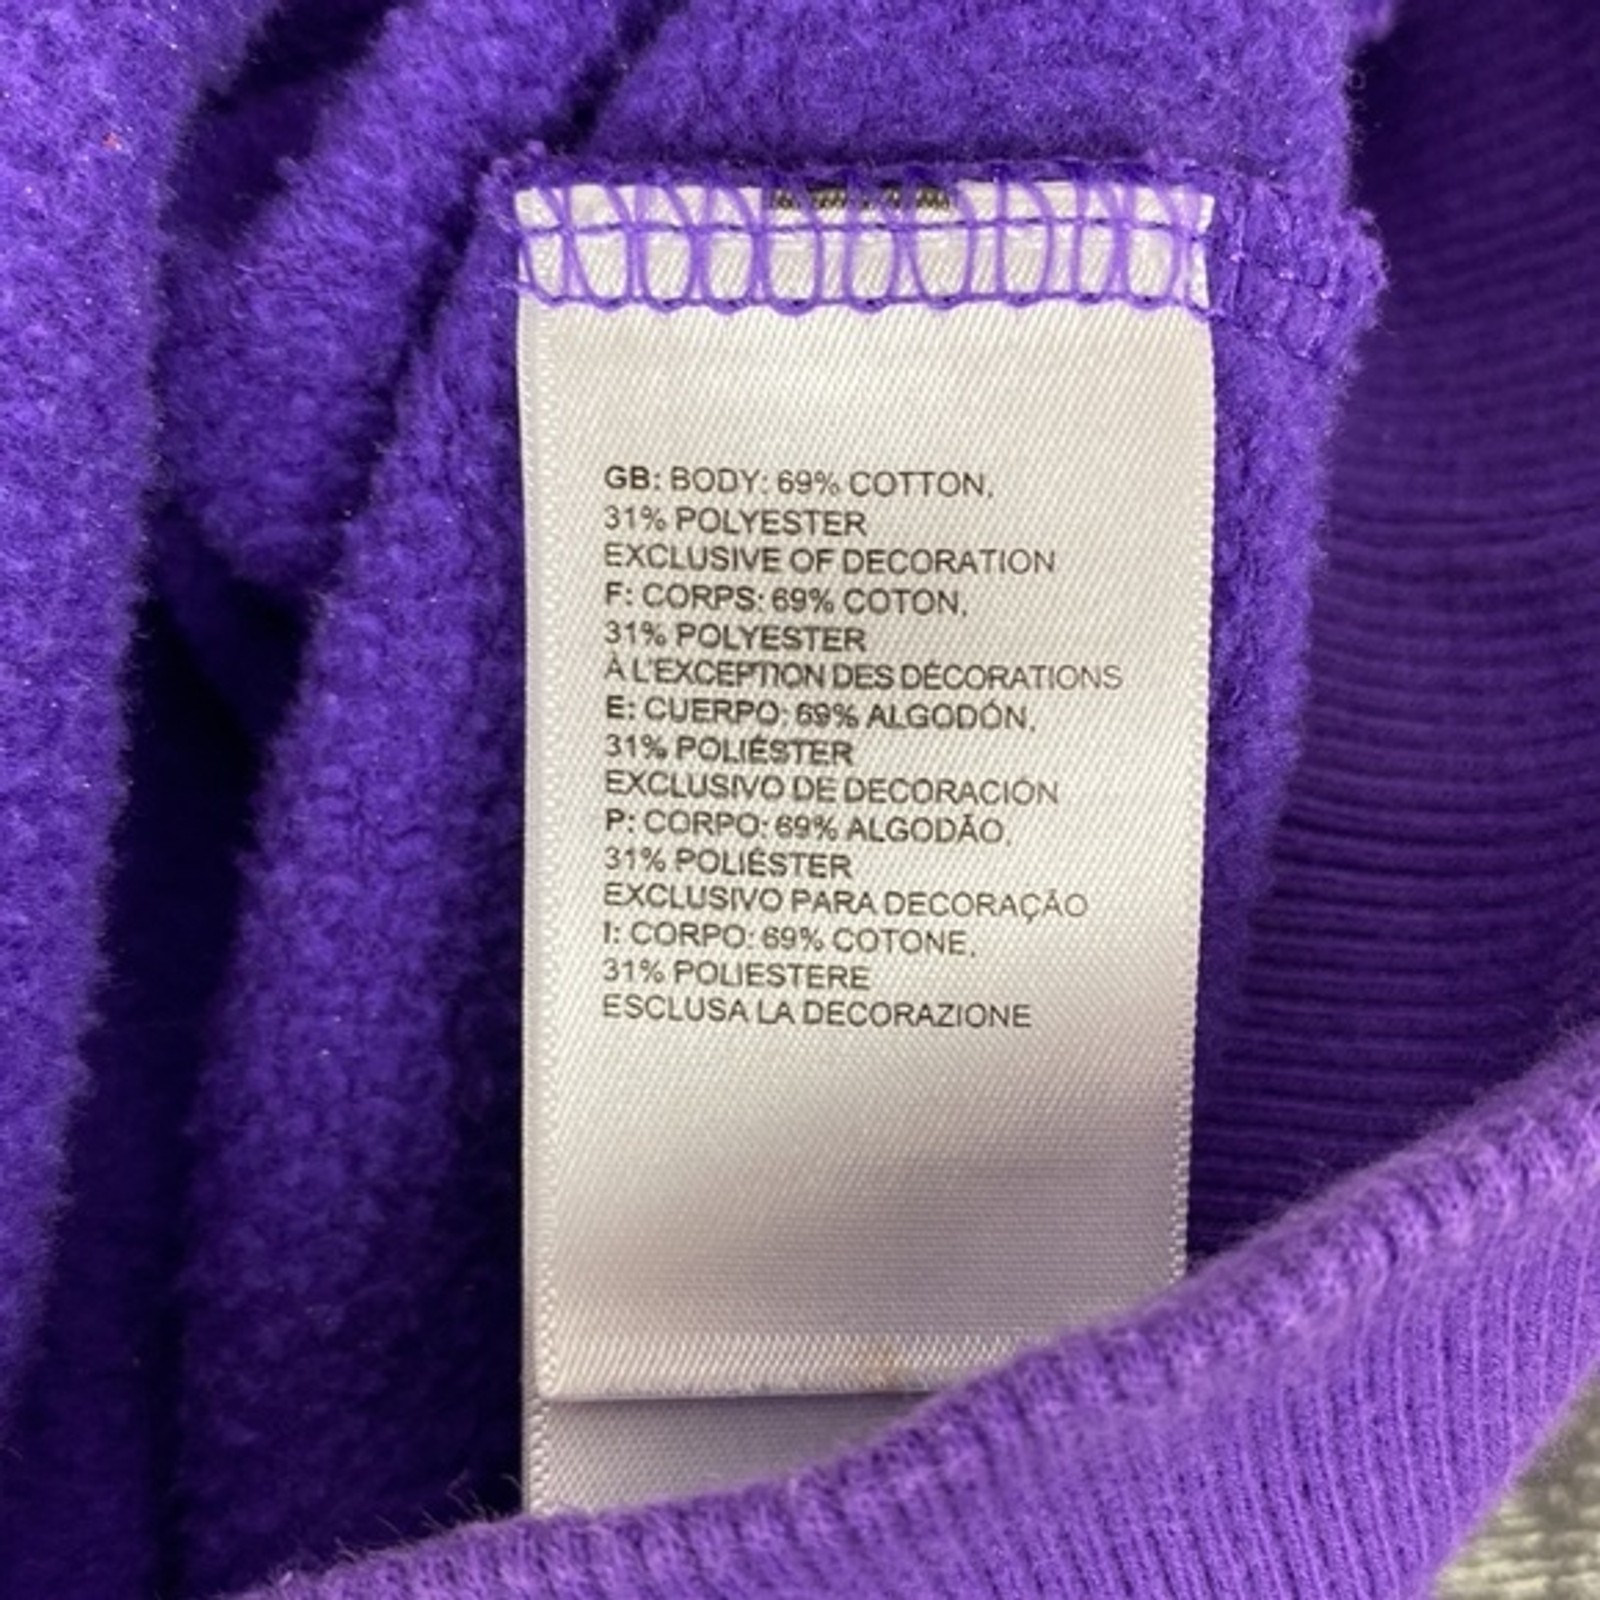 GB: BODY: 69% COTTON,
31% POLYESTER
EXCLUSIVE OF DECORATION
F: CORPS: 69% COTON,
31% POLYESTER
À L'EXCEPTION DES DÉCORATIONS
E: CUERPO: 69% ALGODÓN,
31% POLIÉSTER
EXCLUSIVO DE DECORACIÓN
P: CORPO: 69% ALGODÃO,
31% POLIÉSTER
EXCLUSIVO PARA DECORAÇÃO
I: CORPO: 69% COTONE,
31% POLIESTERE
ESCLUSA LA DECORAZIONE